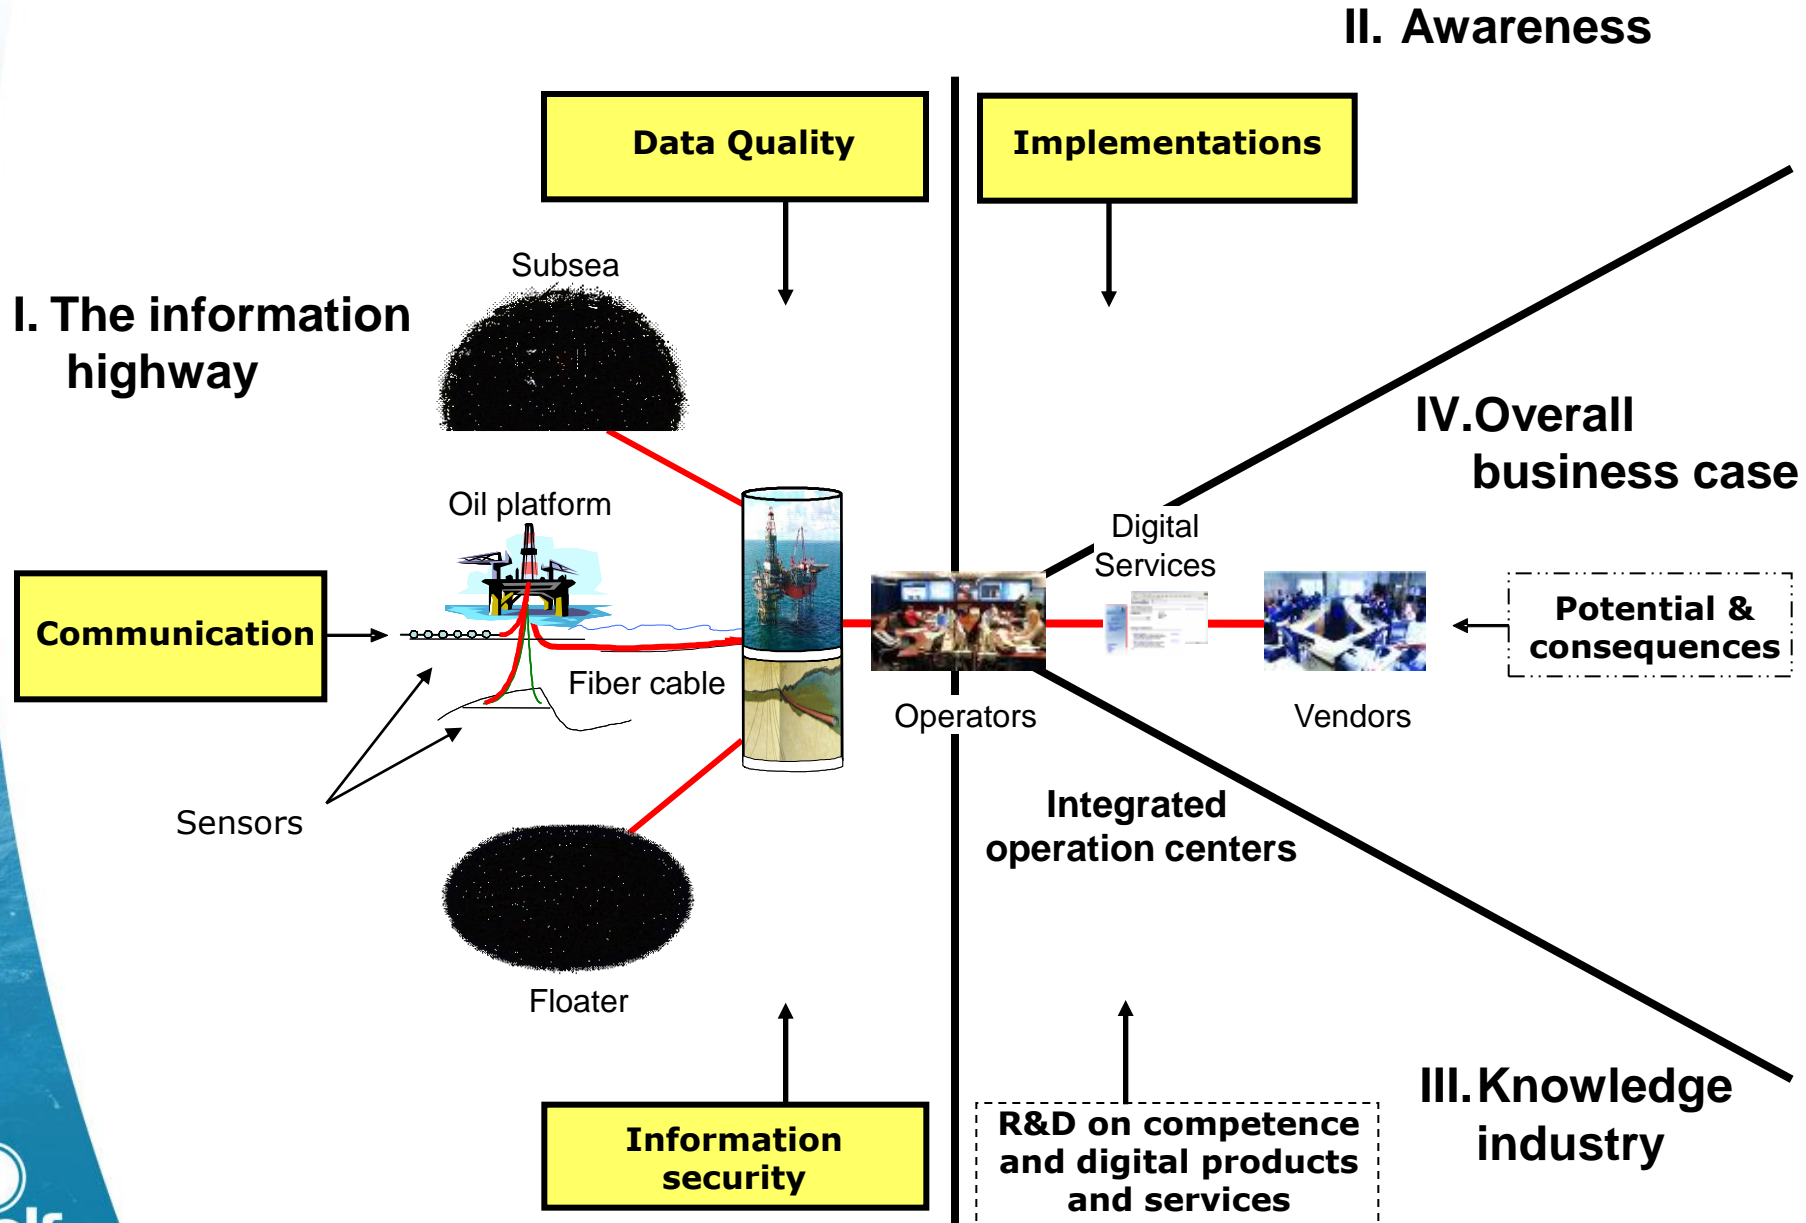 II. Awareness
Data Quality
Implementations
Subsea
I. The information
highway
IV.Overall
business case
Oil platform
Digital
Services
Communication
Potential &
consequences
Fiber cable
Operators
Vendors
Sensors
Integrated
operation centers
Floater
III.Knowledge
industry
Information
security
R&D on competence
and digital products
and services